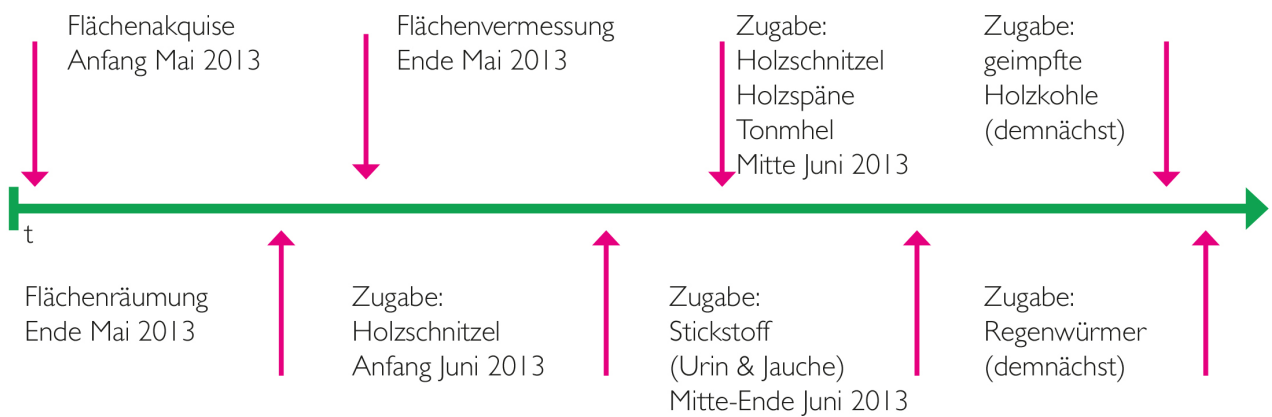 Flächenakquise
Anfang Mai 2013
Flächenvermessung
Ende Mai 2013
Zugabe:
Holzschnitzel
Holzspäne
Tonmhel
Mitte Juni 2013
Zugabe:
geimpfte
Holzkohle
(demnächst)
t
Flächenräumung
Ende Mai 2013
Zugabe:
Holzschnitzel
Anfang Juni 2013
Zugabe:
Stickstoff
(Urin & Jauche)
Mitte-Ende Juni 2013
Zugabe:
Regenwürmer
(demnächst)